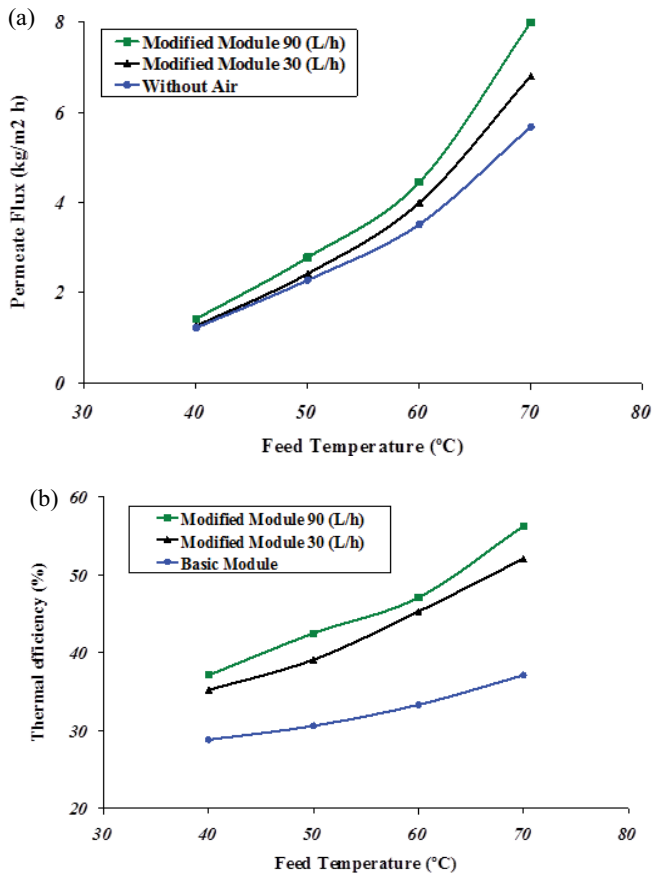 (a)
Modified Module 90 (L/h)
Modified Module 30 (L/h)
Without Air
Permeate Flux (kg/m2 h)
8
6
4
2
0
30 40 50 60 70 80
Feed Temperature (ºC)
(b)
Modified Module 90 (L/h)
Modified Module 30 (L/h)
Basic Module
Thermal efficiency (%)
60
50
40
30
20
30 40 50 60 70 80
Feed Temperature (ºC)